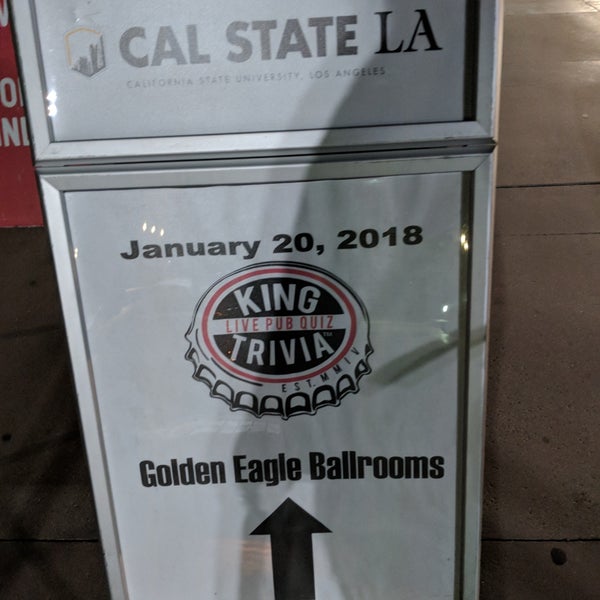 CAL STATE LA
CALIFORNIA STATE UNIVERSITY, LOS ANGELES
January 20, 2018
KING
LIVE PUB QUIZ
TRIVIA™
EST. MMIV
Golden Eagle Ballrooms